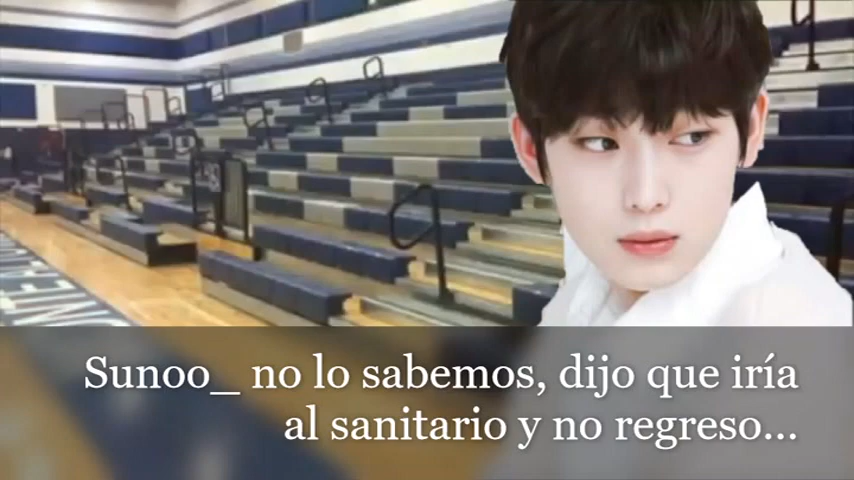 Sunoo_ no lo sabemos, dijo que iría
al sanitario y no regreso...